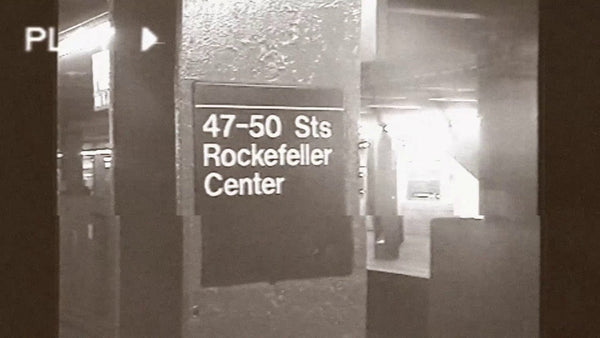 PL
47-50 Sts
Rockefeller
Center